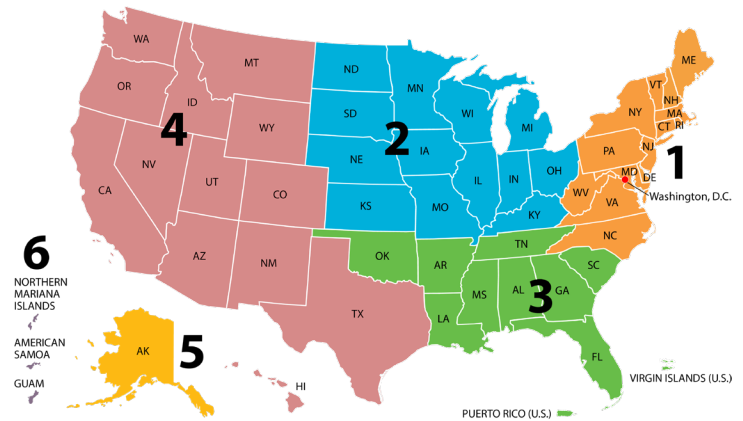 WA
MT
ND
MN
ME
VT
NH
OR
ID
SD
WI
MI
NY
MA
CT
RI
4
WY
2
1
NE
IA
PA
NJ
NV
UT
CO
IL
IN
OH
MD
DE
CA
KS
MO
WV
VA
Washington, D.C.
KY
NC
6
AZ
NM
OK
AR
TN
SC
NORTHERN
MARIANA
ISLANDS
TX
MS
AL
3
GA
LA
AMERICAN
SAMOA
AK
5
FL
GUAM
HI
VIRGIN ISLANDS (U.S.)
PUERTO RICO (U.S.)